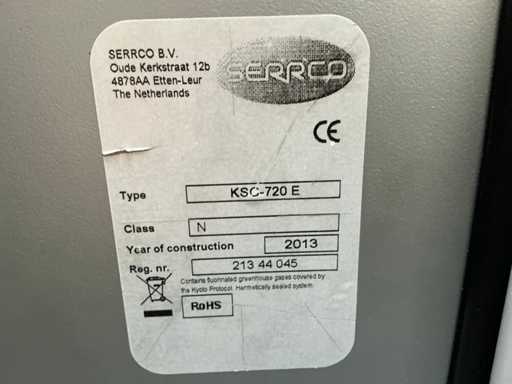 SERRCO B.V.
Oude Kerkstraat 12b
4878AA Etten-Leur
The Netherlands
SERRCO
CE
Type KSC-720 E
Class N
Year of construction 2013
Reg. nr. 213 44 045
Contains fluorinated greenhouse gases covered by
the Kyoto Protocol. Hermetically sealed system.
RoHS